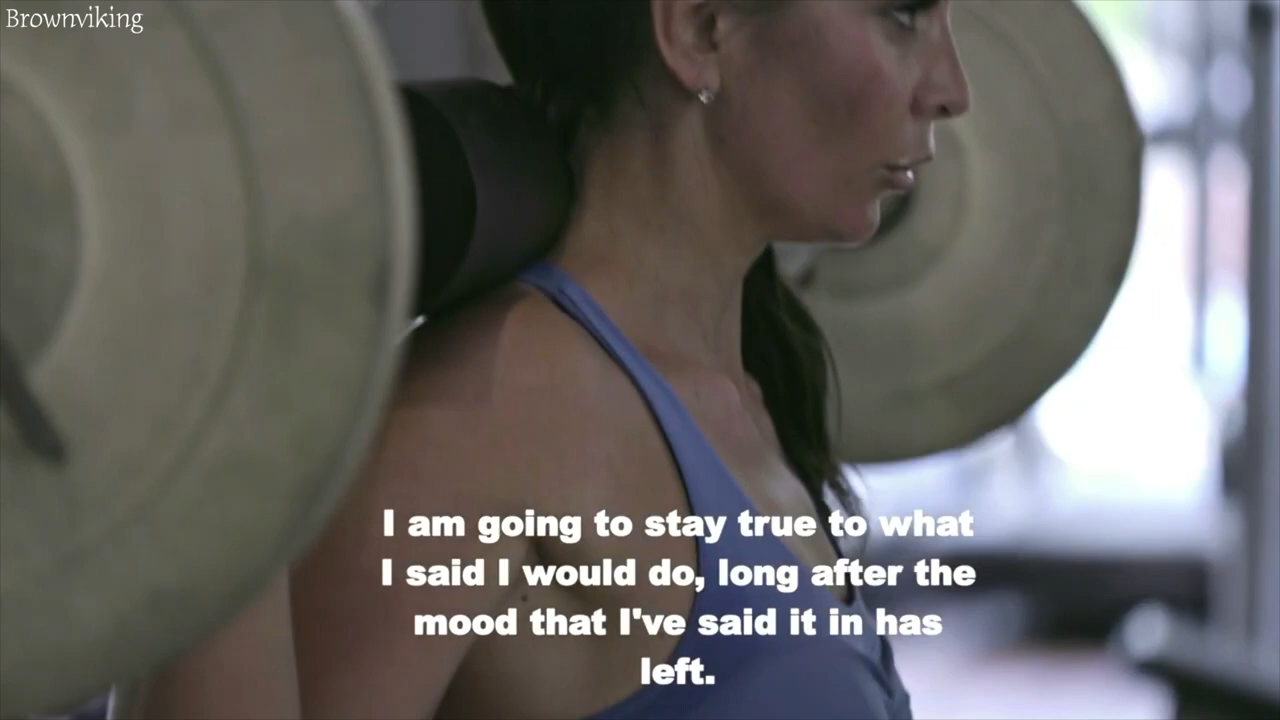 Brownviking
I am going to stay true to what
I said I would do, long after the
mood that I've said it in has
left.